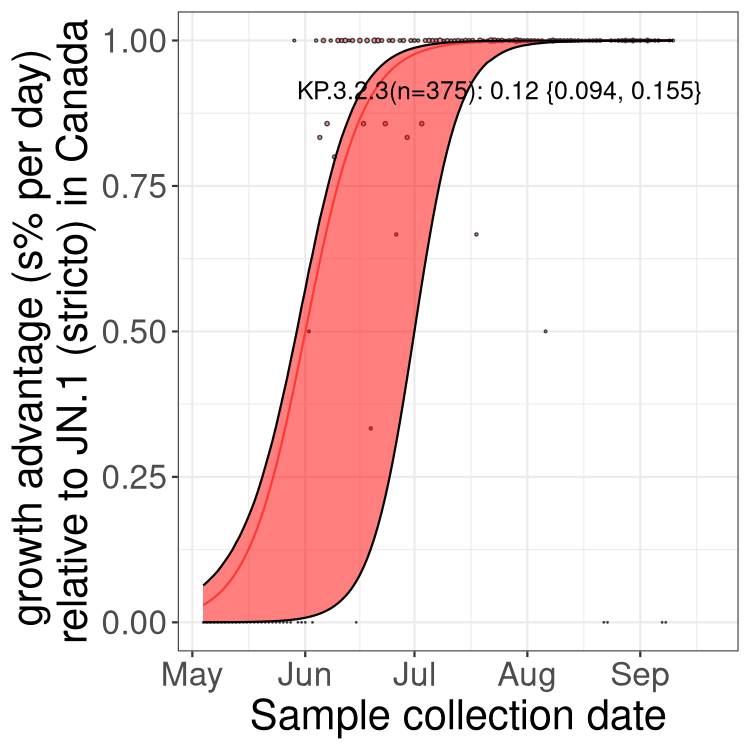 growth advantage (s% per day)
relative to JN.1 (stricto) in Canada
1.00
0.75
0.50
0.25
0.00
KP.3.2.3(n=375): 0.12 {0.094, 0.155}
May Jun Jul Aug Sep
Sample collection date